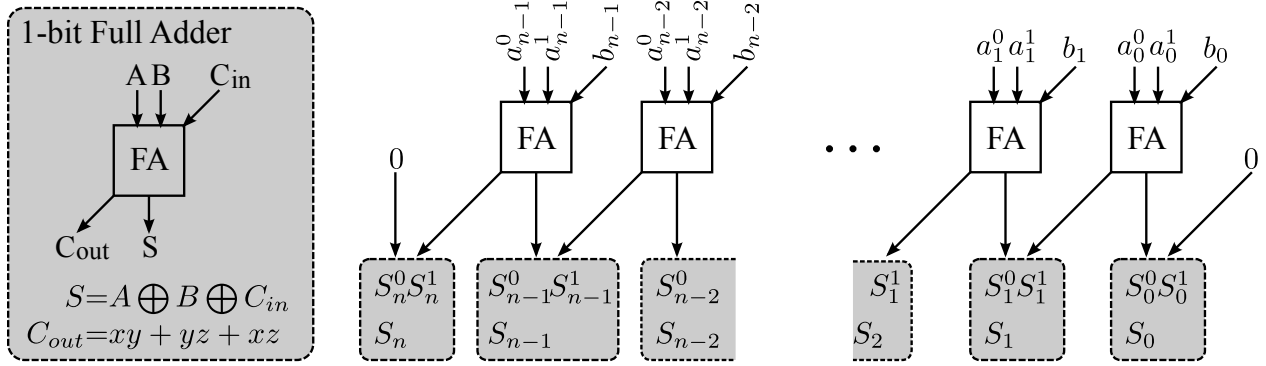 1-bit Full Adder
A B C_in
FA
C_out S
S=A⊕B⊕C_in
C_out=xy + yz + xz
a^0_{n−1} a^1_{n−1} b_{n−1} a^0_{n−2} a^1_{n−2} b_{n−2} a^0_1 a^1_1 b_1 a^0_0 a^1_0 b_0
FA FA ... FA FA
0 0
S^0_n S^1_n S^0_{n−1} S^1_{n−1} S^0_{n−2} S^1_1 S^0_1 S^1_1 S^0_0 S^1_0
S_n S_{n−1} S_{n−2} S_2 S_1 S_0